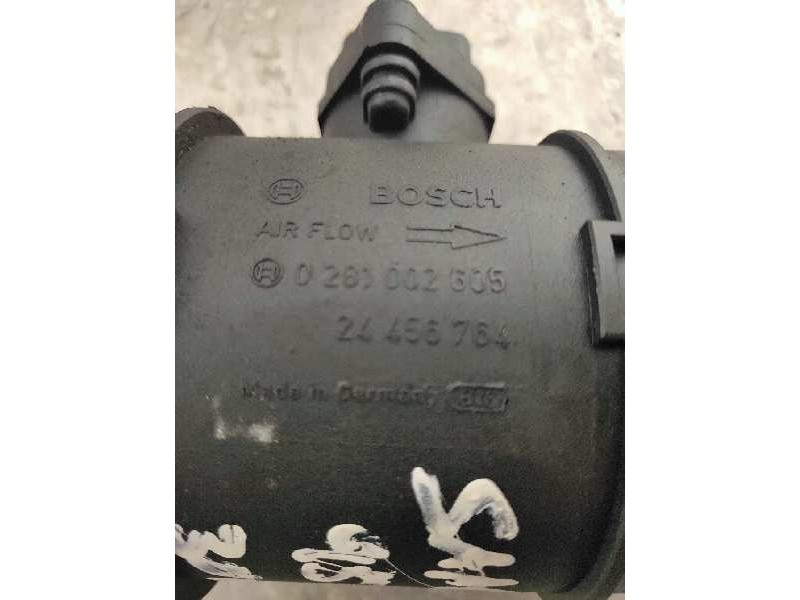 BOSCH
AIR FLOW
0 281 002 605
24 456 764
Made in Germany